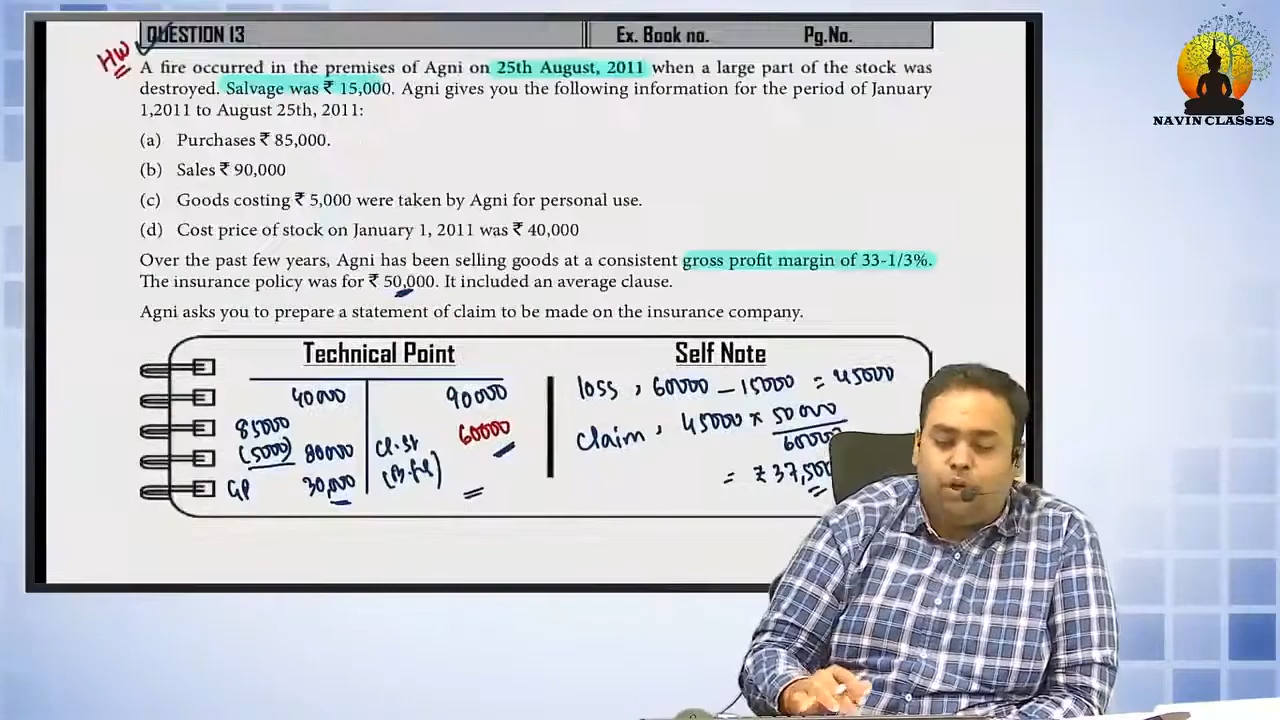 QUESTION 13 Ex. Book no. Pg.No.
HW
A fire occurred in the premises of Agni on 25th August, 2011 when a large part of the stock was
destroyed. Salvage was ₹ 15,000. Agni gives you the following information for the period of January
1,2011 to August 25th, 2011:
(a) Purchases ₹ 85,000.
(b) Sales ₹ 90,000
(c) Goods costing ₹ 5,000 were taken by Agni for personal use.
(d) Cost price of stock on January 1, 2011 was ₹ 40,000
Over the past few years, Agni has been selling goods at a consistent gross profit margin of 33-1/3%.
The insurance policy was for ₹ 50,000. It included an average clause.
Agni asks you to prepare a statement of claim to be made on the insurance company.
Technical Point
40000 90000
85000
(5000) 80000 Cl. St 60000
GP 30,000 (B.f)
Self Note
loss, 60000 - 15000 = 45000
Claim, 45000 x 50000
60000
= ₹ 37,500
NAVIN CLASSES